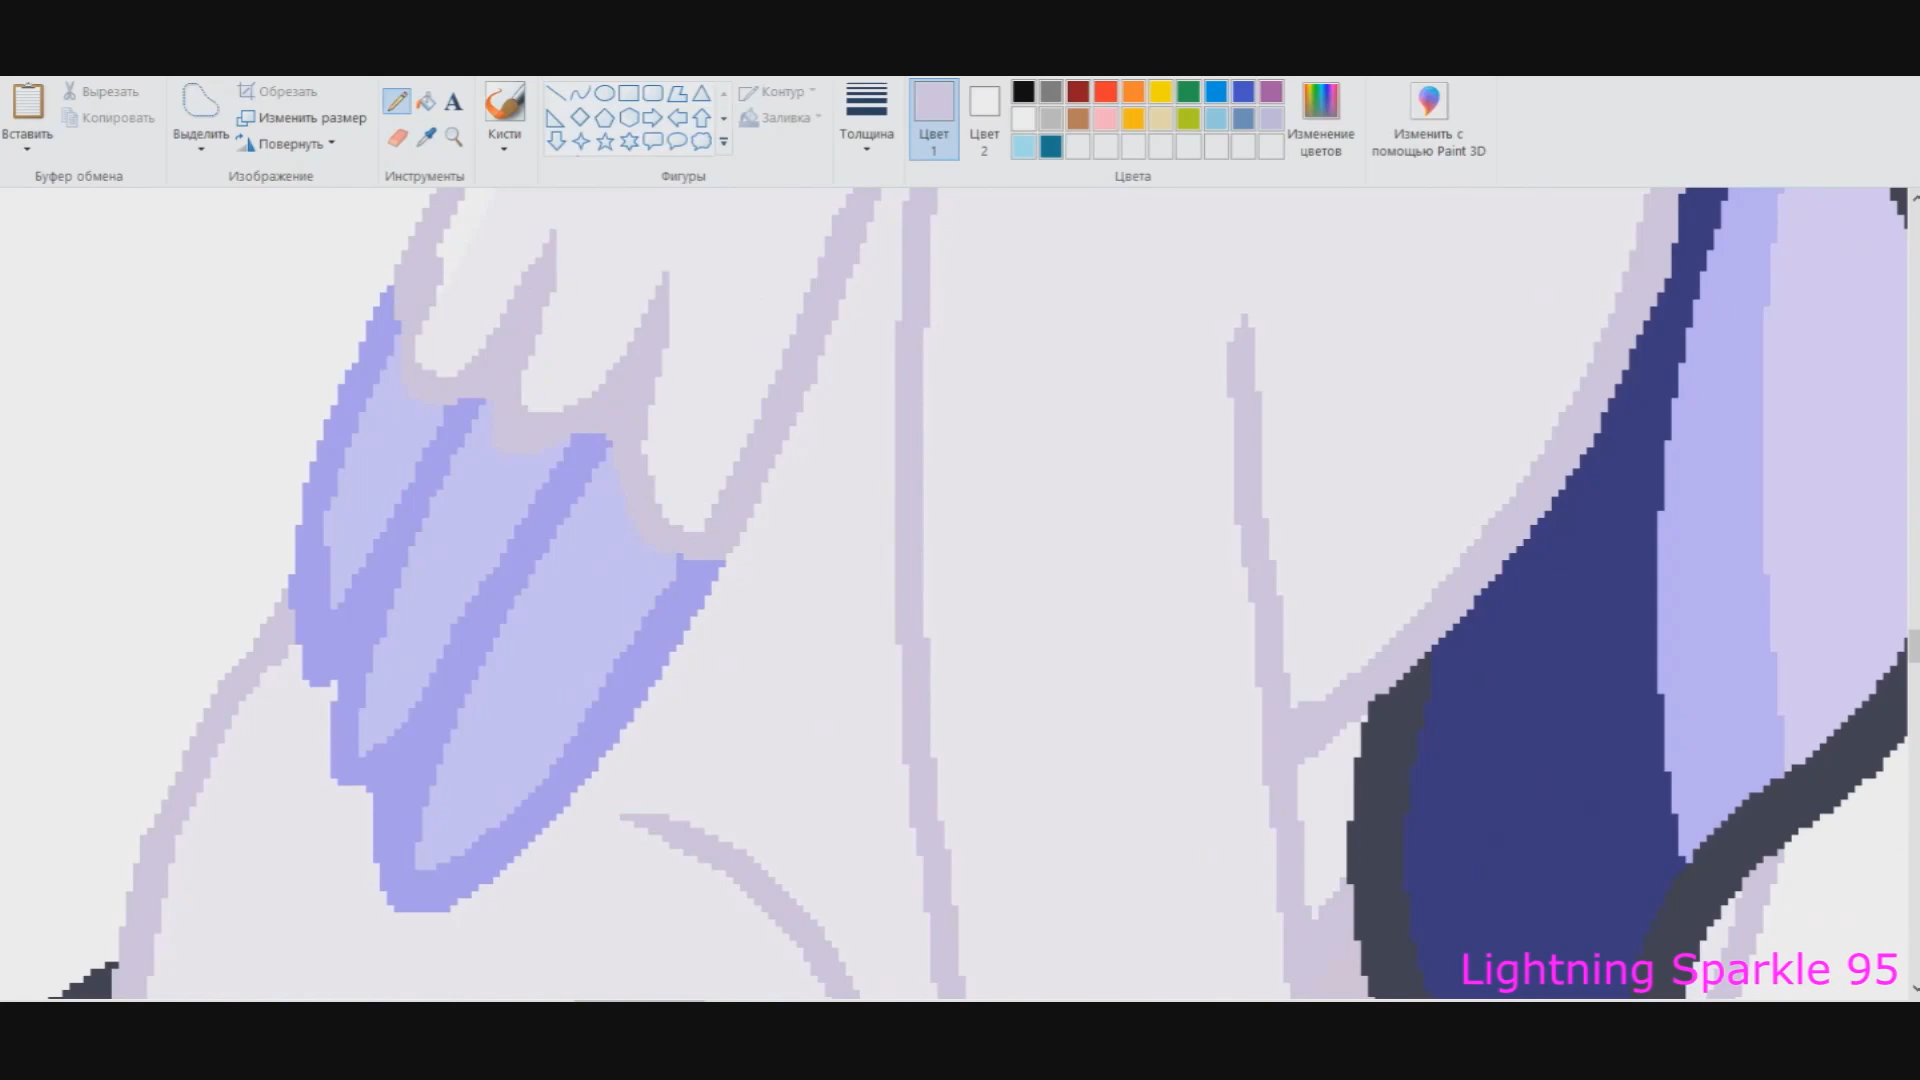 Вставить
Вырезать
Копировать
Буфер обмена
Выделить
Обрезать
Изменить размер
Повернуть
Изображение
A
Инструменты
Кисти
Контур
Заливка
Фигуры
Толщина
Цвет
1
Цвет
2
Изменение
цветов
Цвета
Изменить с
помощью Paint 3D
Lightning Sparkle 95